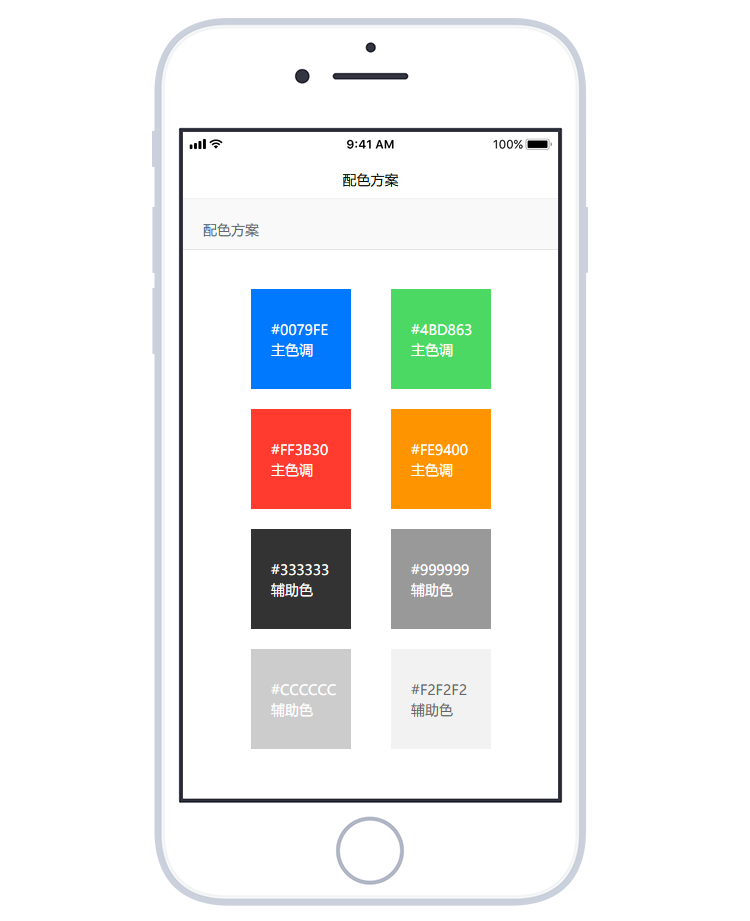 9:41 AM
100%
配色方案
配色方案
#0079FE
主色调
#4BD863
主色调
#FF3B30
主色调
#FE9400
主色调
#333333
辅助色
#999999
辅助色
#CCCCCC
辅助色
#F2F2F2
辅助色